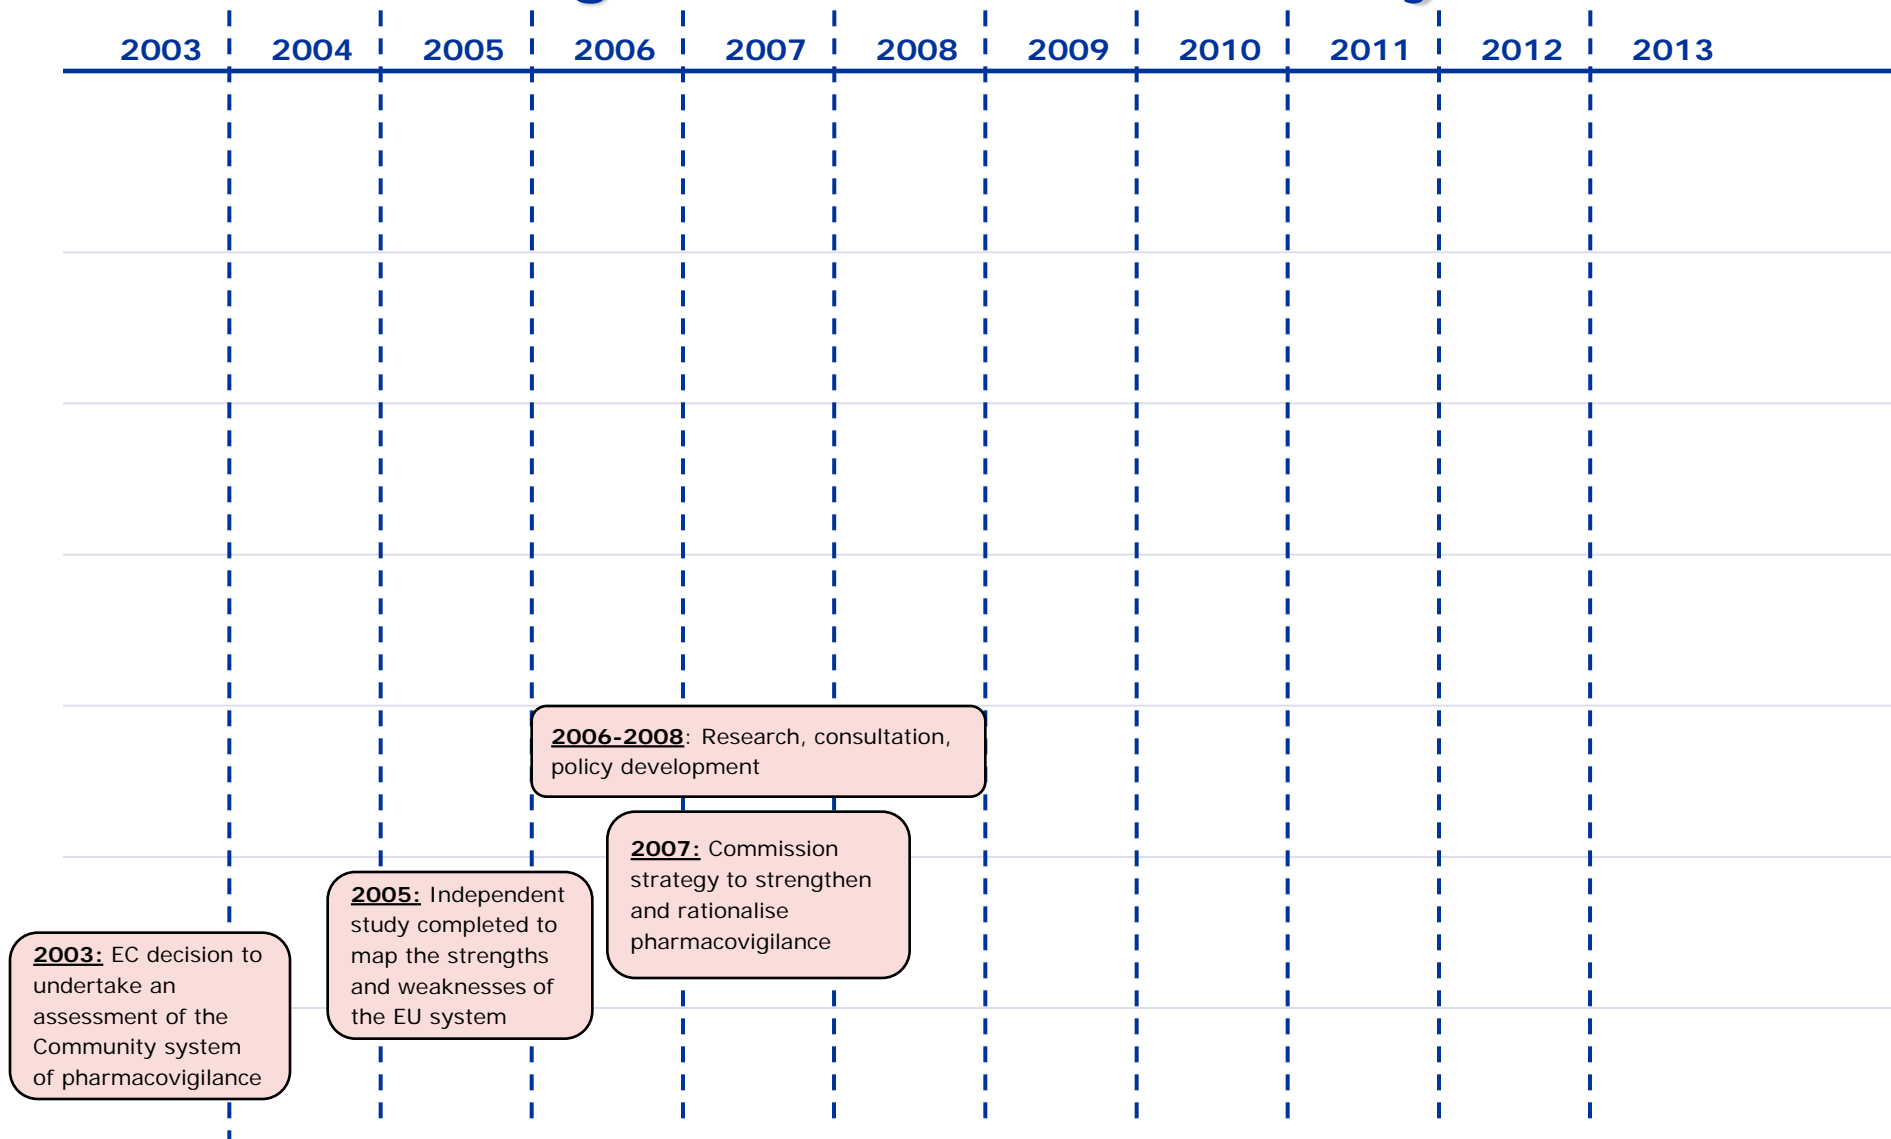 2003 2004 2005 2006 2007 2008 2009 2010 2011 2012 2013
2006-2008: Research, consultation,
policy development
2007: Commission
strategy to strengthen
and rationalise
pharmacovigilance
2005: Independent
study completed to
map the strengths
and weaknesses of
the EU system
2003: EC decision to
undertake an
assessment of the
Community system
of pharmacovigilance